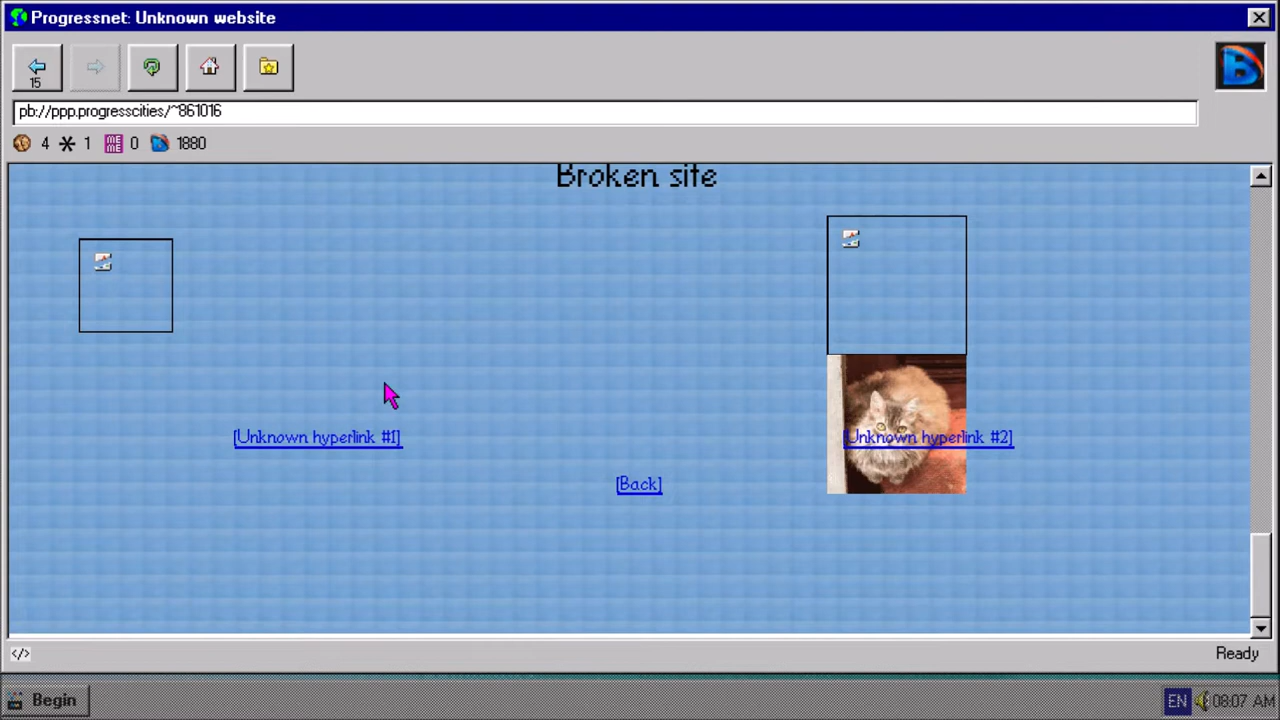 Progressnet: Unknown website
15
pb://ppp.progresscities/~861016
4 1 MEME 0 1880
Broken site
[Unknown hyperlink #1]
[Unknown hyperlink #2]
[Back]
</>
Ready
Begin
EN 08:07 AM